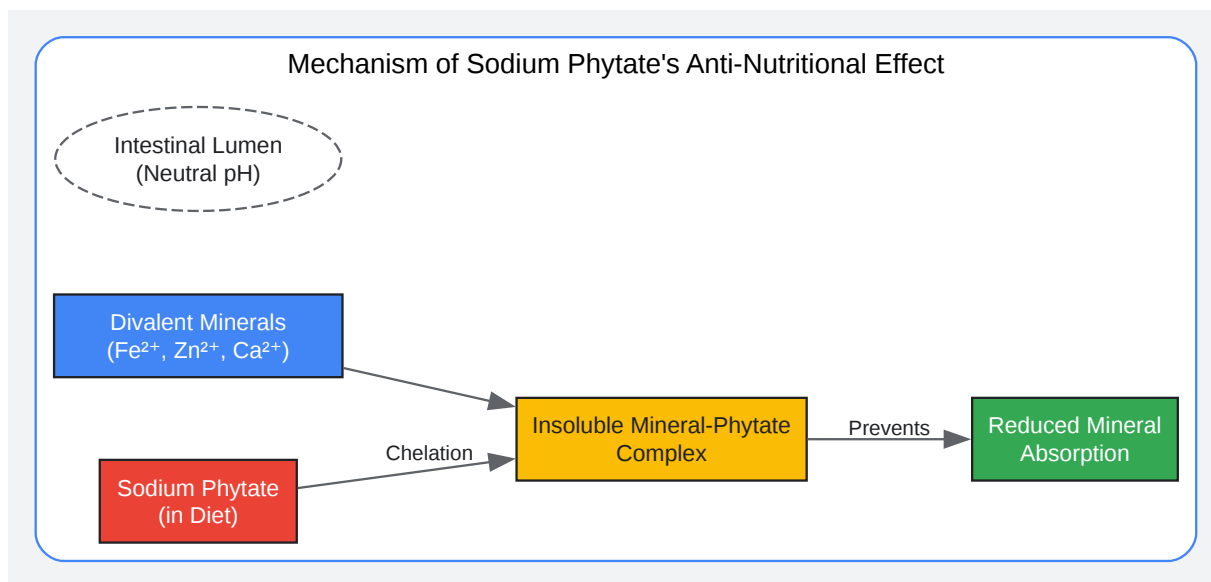 Mechanism of Sodium Phytate's Anti-Nutritional Effect
Intestinal Lumen
(Neutral pH)
Divalent Minerals
(Fe²⁺, Zn²⁺, Ca²⁺)
Sodium Phytate
(in Diet)
Chelation
Insoluble Mineral-Phytate
Complex
Prevents
Reduced Mineral
Absorption